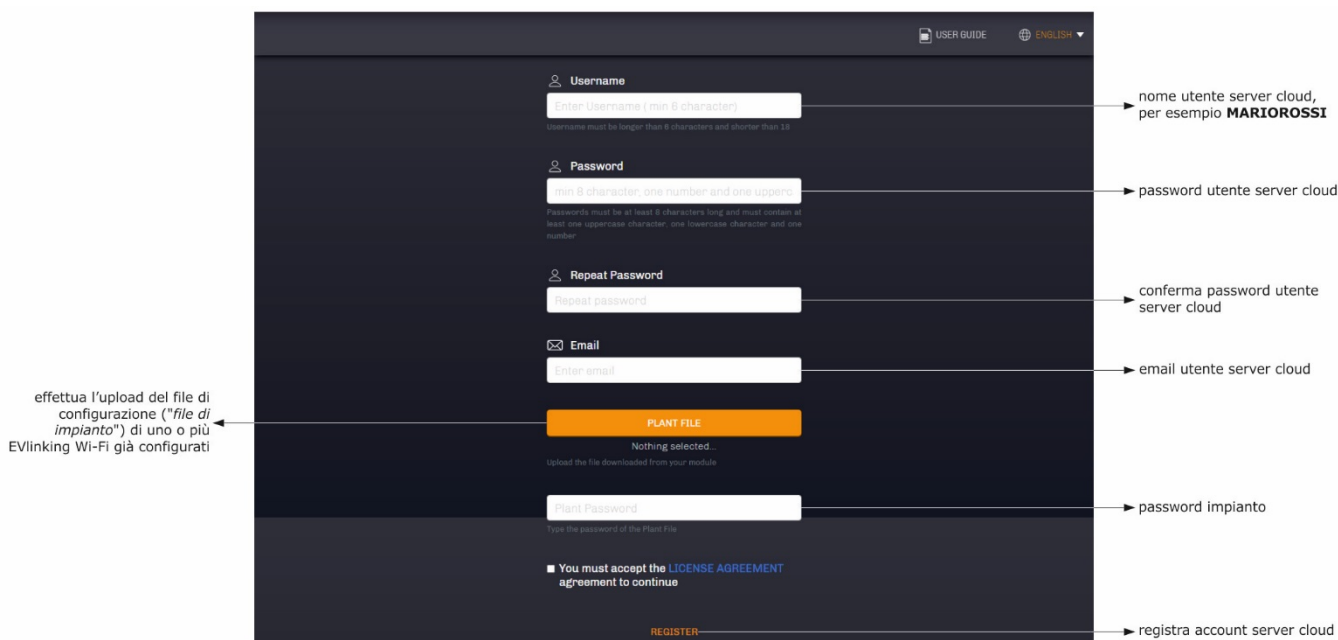 USER GUIDE
ENGLISH
Username
Enter Username ( min 6 character)
Username must be longer than 6 characters and shorter than 18
nome utente server cloud,
per esempio MARIOROSSI
Password
min 8 character, one number and one upperc
Passwords must be at least 8 characters long and must contain at
least one uppercase character, one lowercase character and one
number
password utente server cloud
Repeat Password
Repeat password
conferma password utente
server cloud
Email
Enter email
email utente server cloud
effettua l'upload del file di
configurazione ("file di
impianto") di uno o più
EVlinking Wi-Fi già configurati
PLANT FILE
Nothing selected...
Upload the file downloaded from your module
Plant Password
Type the password of the Plant File
password impianto
You must accept the LICENSE AGREEMENT
agreement to continue
REGISTER
registra account server cloud